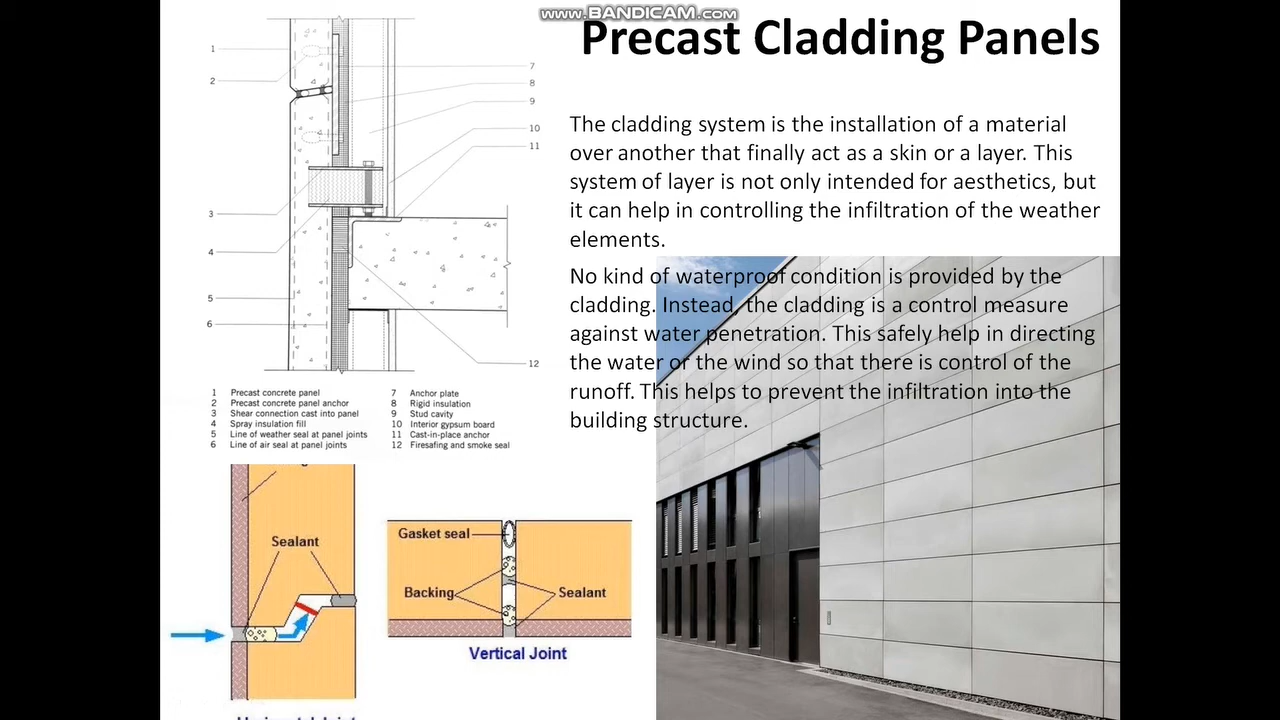 www.BANDICAM.com
Precast Cladding Panels
The cladding system is the installation of a material
over another that finally act as a skin or a layer. This
system of layer is not only intended for aesthetics, but
it can help in controlling the infiltration of the weather
elements.
No kind of waterproof condition is provided by the
cladding. Instead, the cladding is a control measure
against water penetration. This safely help in directing
the water or the wind so that there is control of the
runoff. This helps to prevent the infiltration into the
building structure.
1
2
3
4
5
6
7
8
9
10
11
12
1 Precast concrete panel
2 Precast concrete panel anchor
3 Shear connection cast into panel
4 Spray insulation fill
5 Line of weather seal at panel joints
6 Line of air seal at panel joints
7 Anchor plate
8 Rigid insulation
9 Stud cavity
10 Interior gypsum board
11 Cast-in-place anchor
12 Firesafing and smoke seal
Sealant
Gasket seal
Backing
Sealant
Vertical Joint